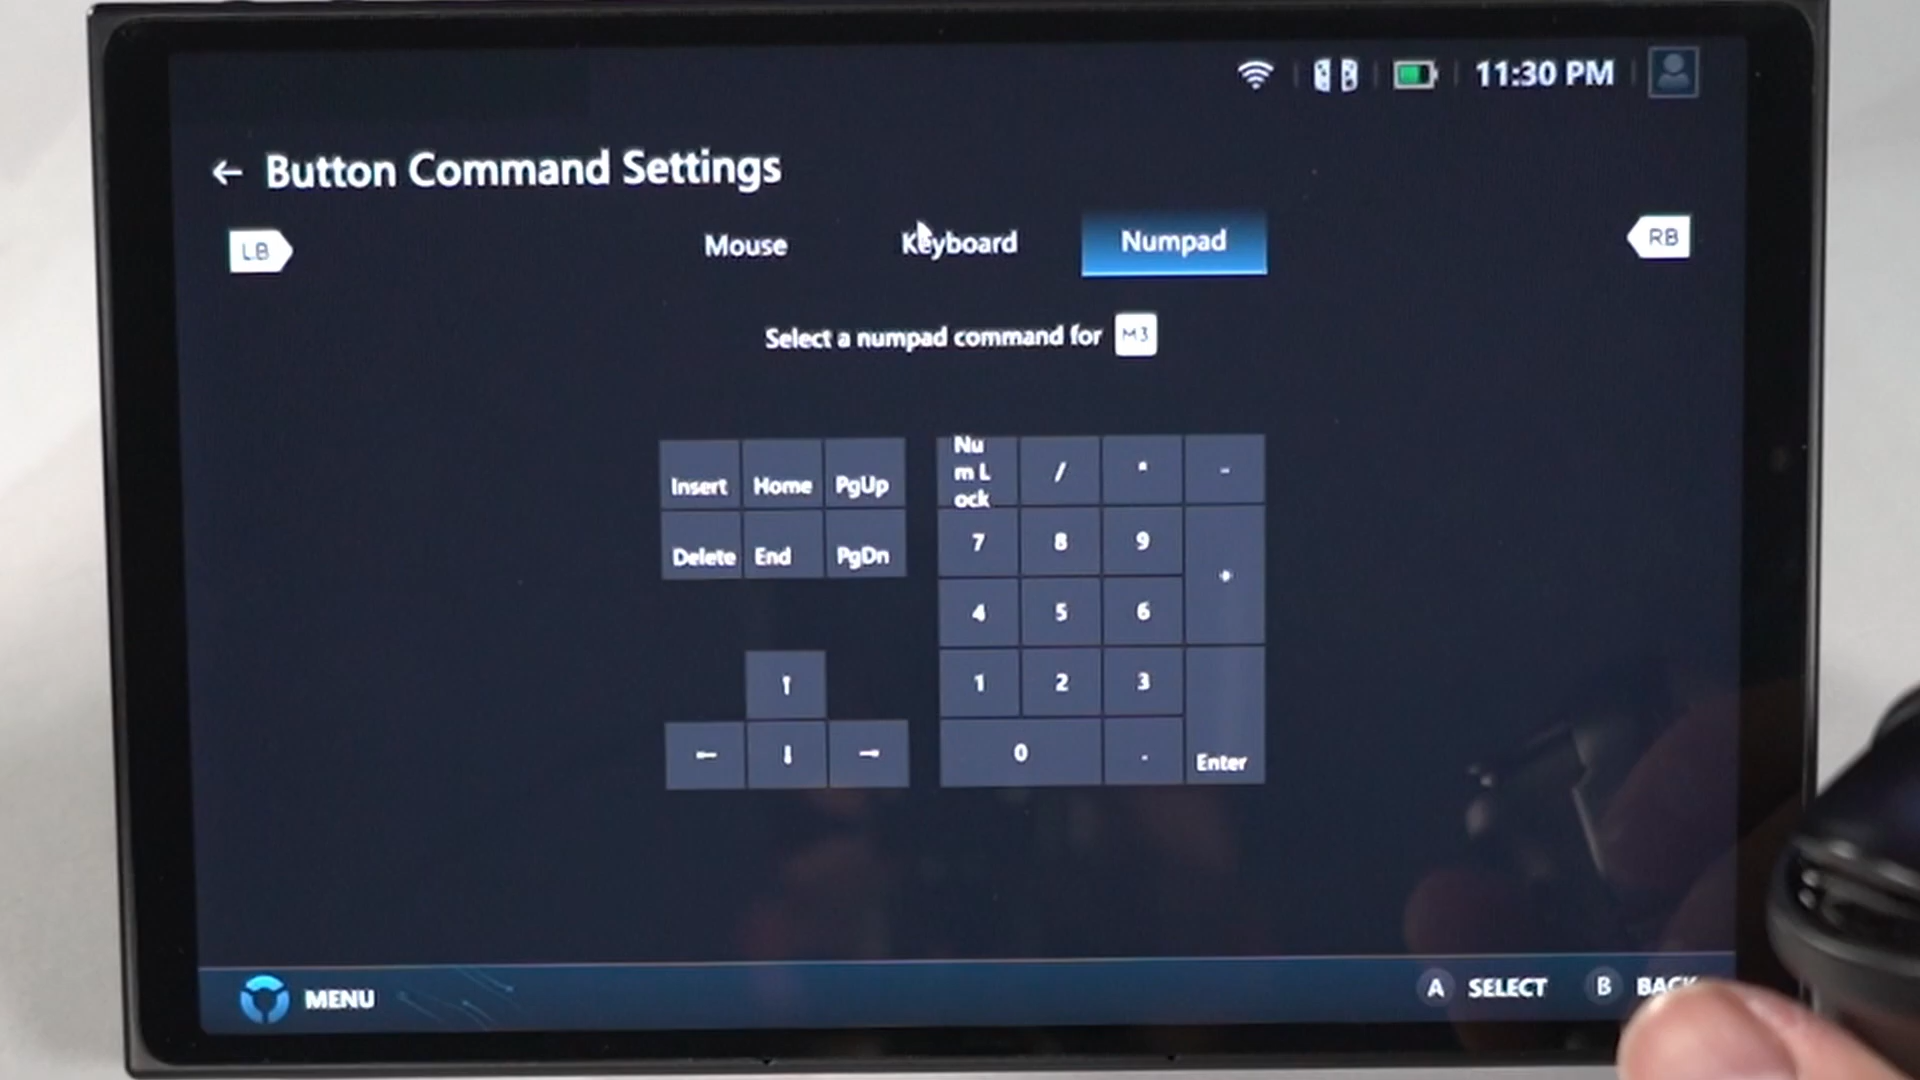 11:30 PM
← Button Command Settings
LB
Mouse
Keyboard
Numpad
RB
Select a numpad command for M3
Insert Home PgUp
Delete End PgDn
↑
← ↓ →
Nu
m L
ock
/ * -
7 8 9 +
4 5 6
1 2 3
0 . Enter
MENU
A SELECT B BACK